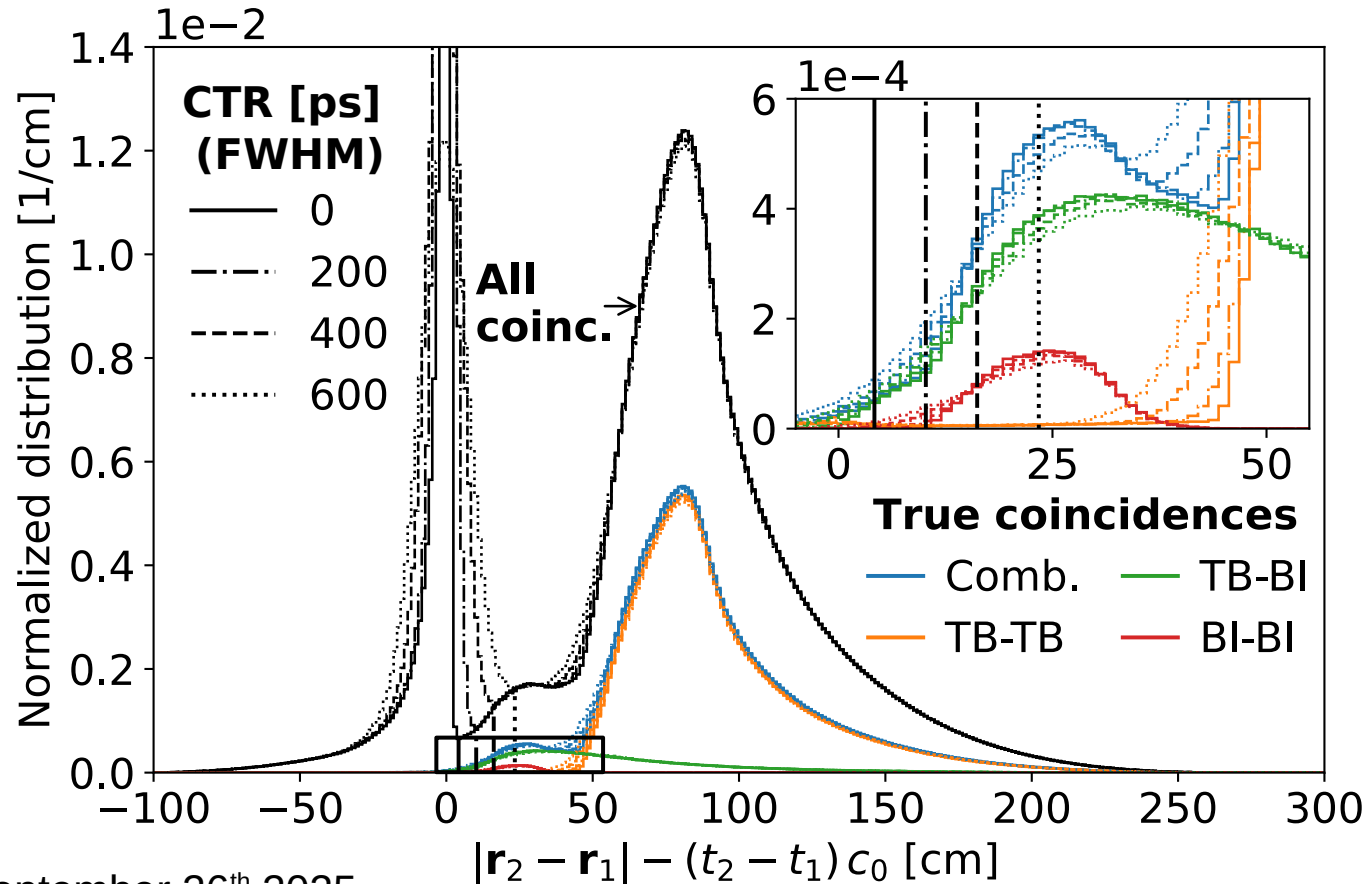 1e−2
Normalized distribution [1/cm]
1.4
1.2
1.0
0.8
0.6
0.4
0.2
0.0
CTR [ps]
(FWHM)
0
200
400
600
All
coinc.
1e−4
6
4
2
0
0 25 50
True coincidences
Comb. TB-BI
TB-TB BI-BI
−100 −50 0 50 100 150 200 250 300
|r₂ − r₁| − (t₂ − t₁) c₀ [cm]